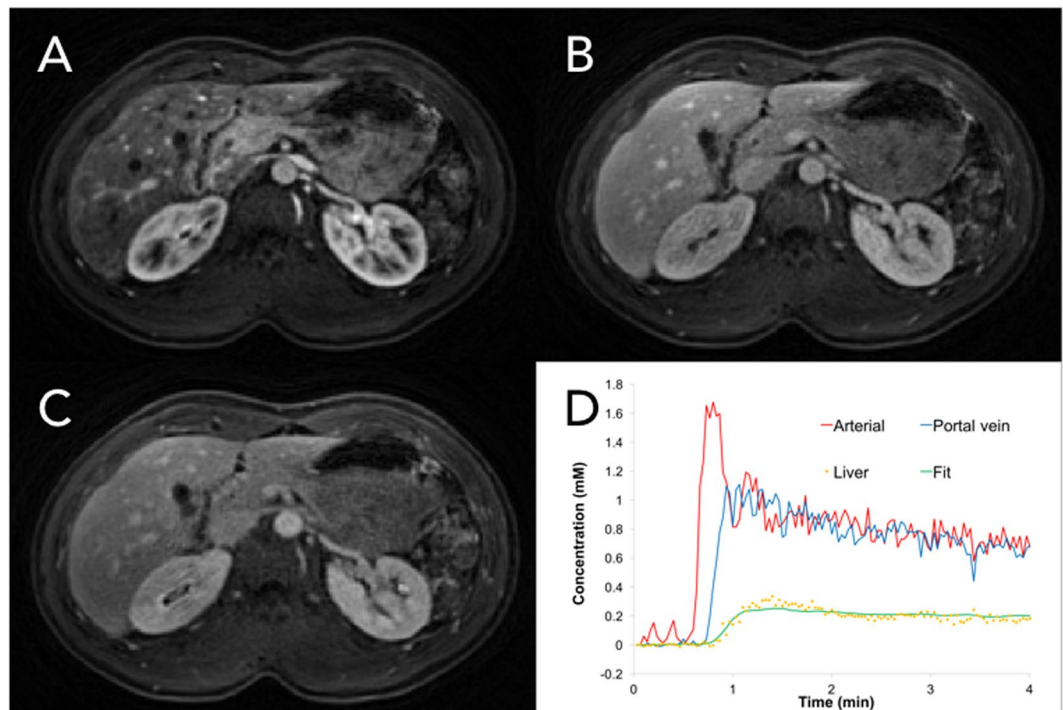 A
B
C
D
1.8
1.6
1.4
1.2
1
0.8
0.6
0.4
0.2
0
-0.2
Concentration (mM)
Arterial
Portal vein
Liver
Fit
0 1 2 3 4
Time (min)